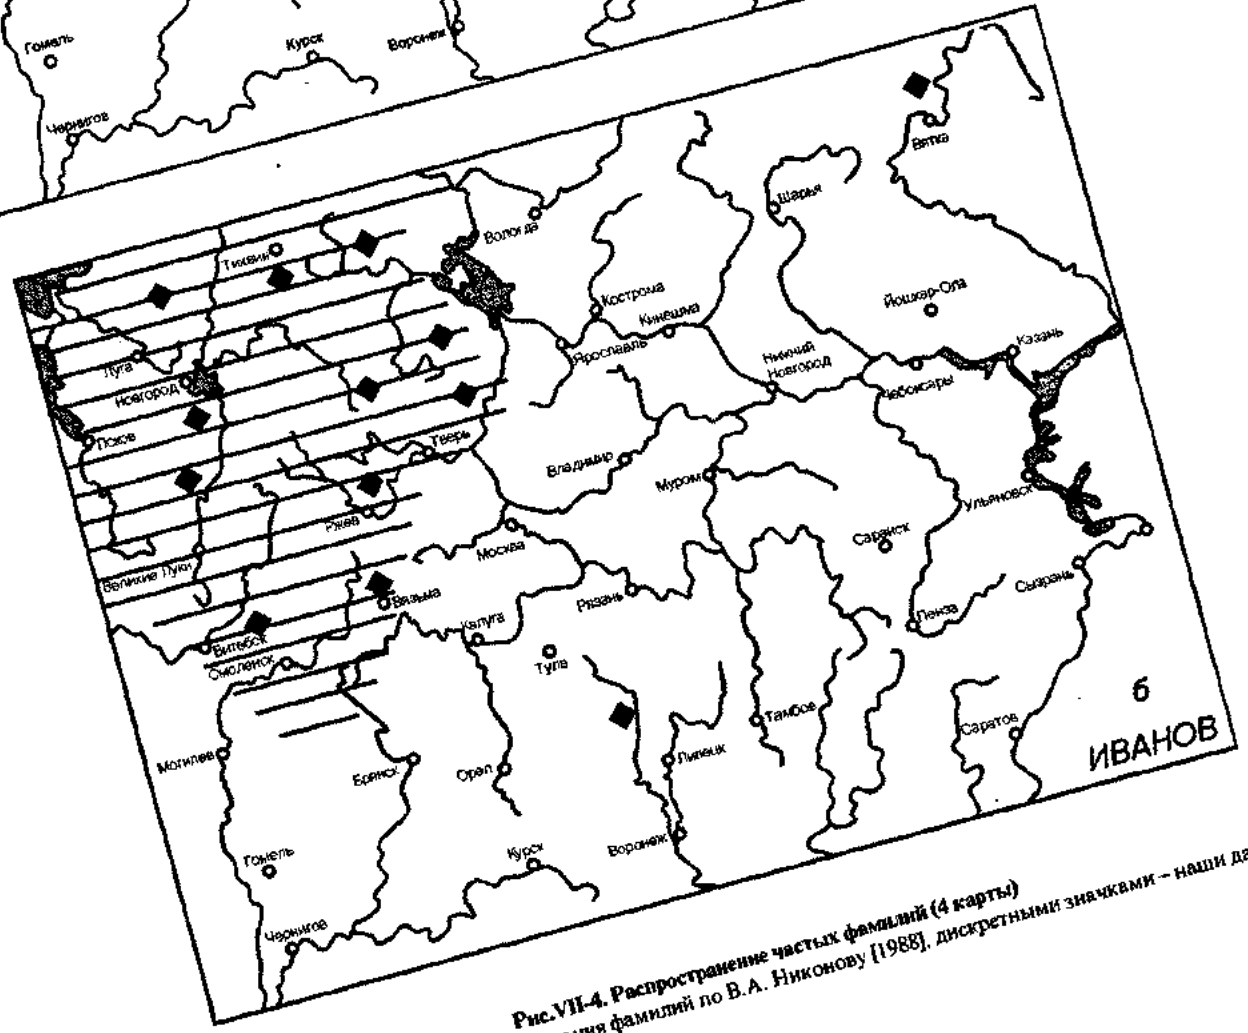 Гомель
Курск
Воронеж
Чернигов
Вятка
Шарья
Вологда
Тихвин
Йошкар-Ола
Кострома
Кинешма
Казань
Ярославль
Нижний
Новгород
Луга
Новгород
Чебоксары
Псков
Тверь
Владимир
Муром
Ульяновск
Ржев
Москва
Саранск
Великие Луки
Сызрань
Вязьма
Рязань
Пенза
Калуга
Витебск
Смоленск
Тула
б
Тамбов
Саратов
ИВАНОВ
Могилев
Брянск
Орел
Липецк
Гомель
Курск
Воронеж
Чернигов
Рис.VII-4. Распространение частых фамилий (4 карты)
фамилий по В.А. Никонову [1988], дискретными значками – наши